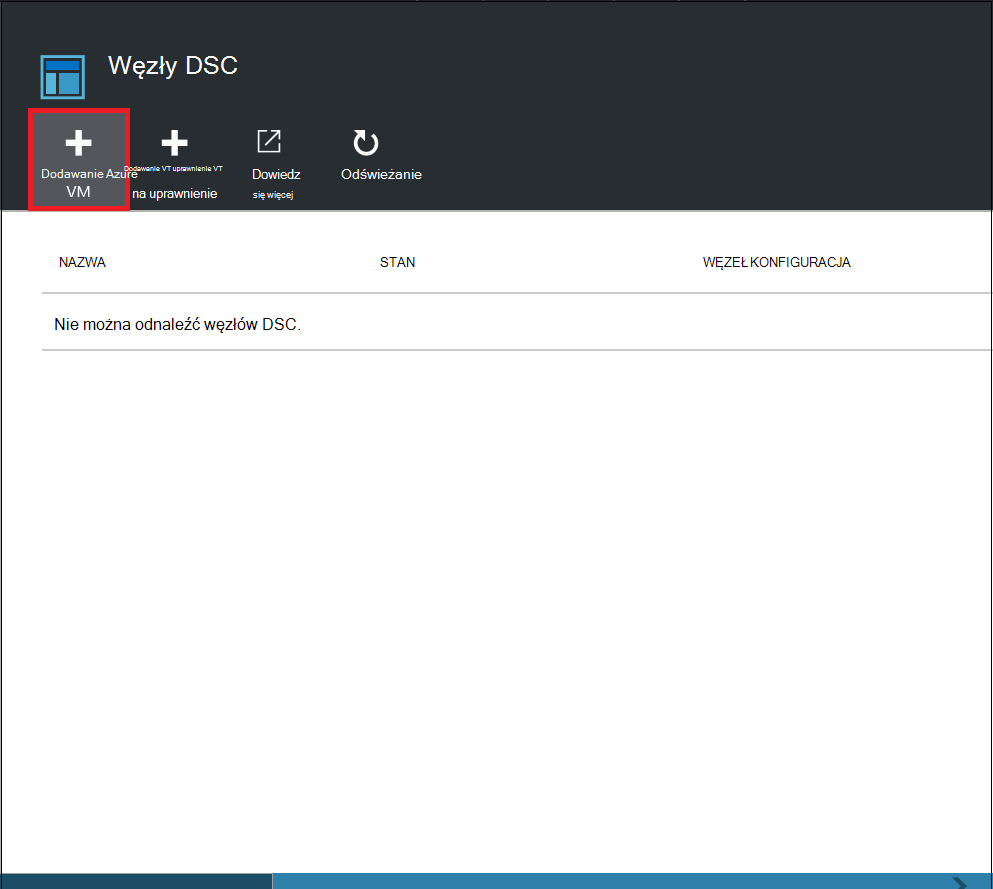 Węzły DSC
Dodawanie Azure
VM
Dodawanie VT uprawnienie VT
na uprawnienie
Dowiedz
się więcej
Odświeżanie
NAZWA
STAN
WĘZEŁ KONFIGURACJA
Nie można odnaleźć węzłów DSC.